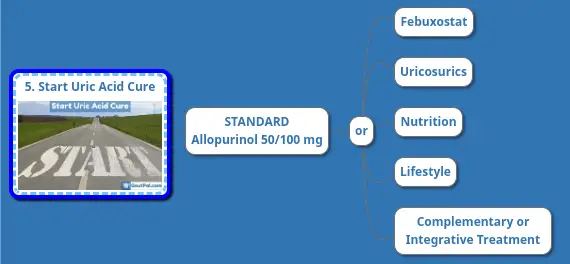 5. Start Uric Acid Cure
Start Uric Acid Cure
START
GoutPal.com
STANDARD
Allopurinol 50/100 mg
or
Febuxostat
Uricosurics
Nutrition
Lifestyle
Complementary or
Integrative Treatment